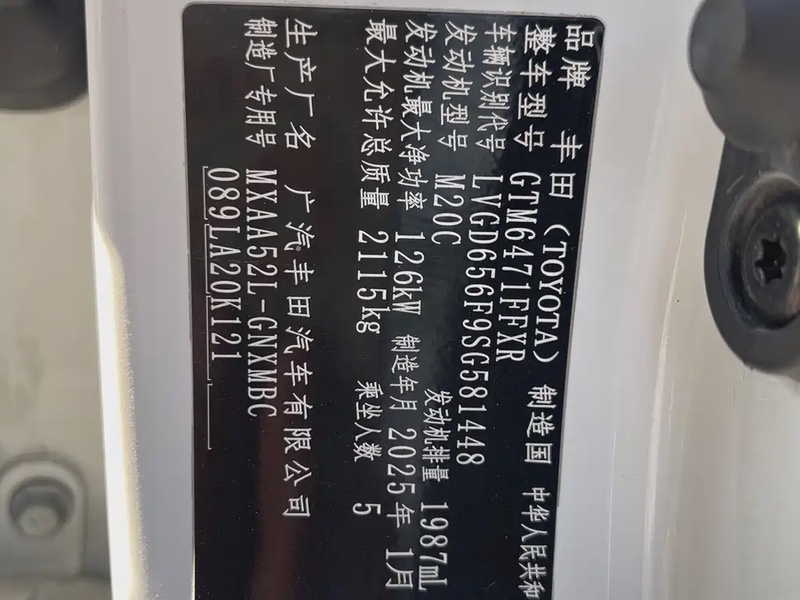 品牌 丰田（TOYOTA） 制造国 中华人民共和
整车型号 GTM6471FFXR
车辆识别代号 LVGD656F9SG581448
发动机型号 M20C 发动机排量 1987mL
发动机最大净功率 126kW 制造年月 2025年1月
最大允许总质量 2115kg 乘坐人数 5
生产厂名 广汽丰田汽车有限公司
制造厂专用号 MXAA52L-GNXMBC
089LA20K121